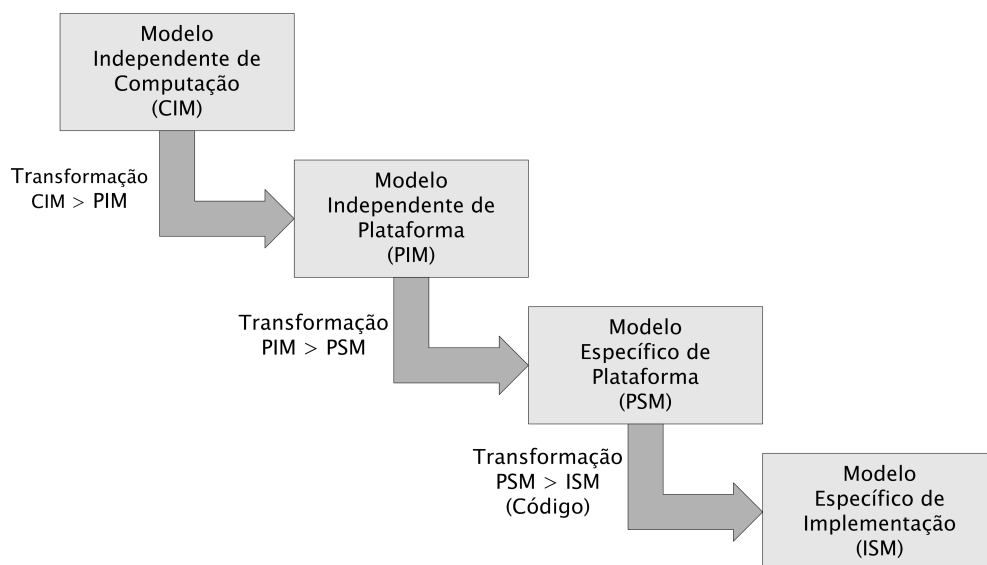 Modelo
Independente de
Computação
(CIM)
Transformação
CIM > PIM
Modelo
Independente de
Plataforma
(PIM)
Transformação
PIM > PSM
Modelo
Específico de
Plataforma
(PSM)
Transformação
PSM > ISM
(Código)
Modelo
Específico de
Implementação
(ISM)